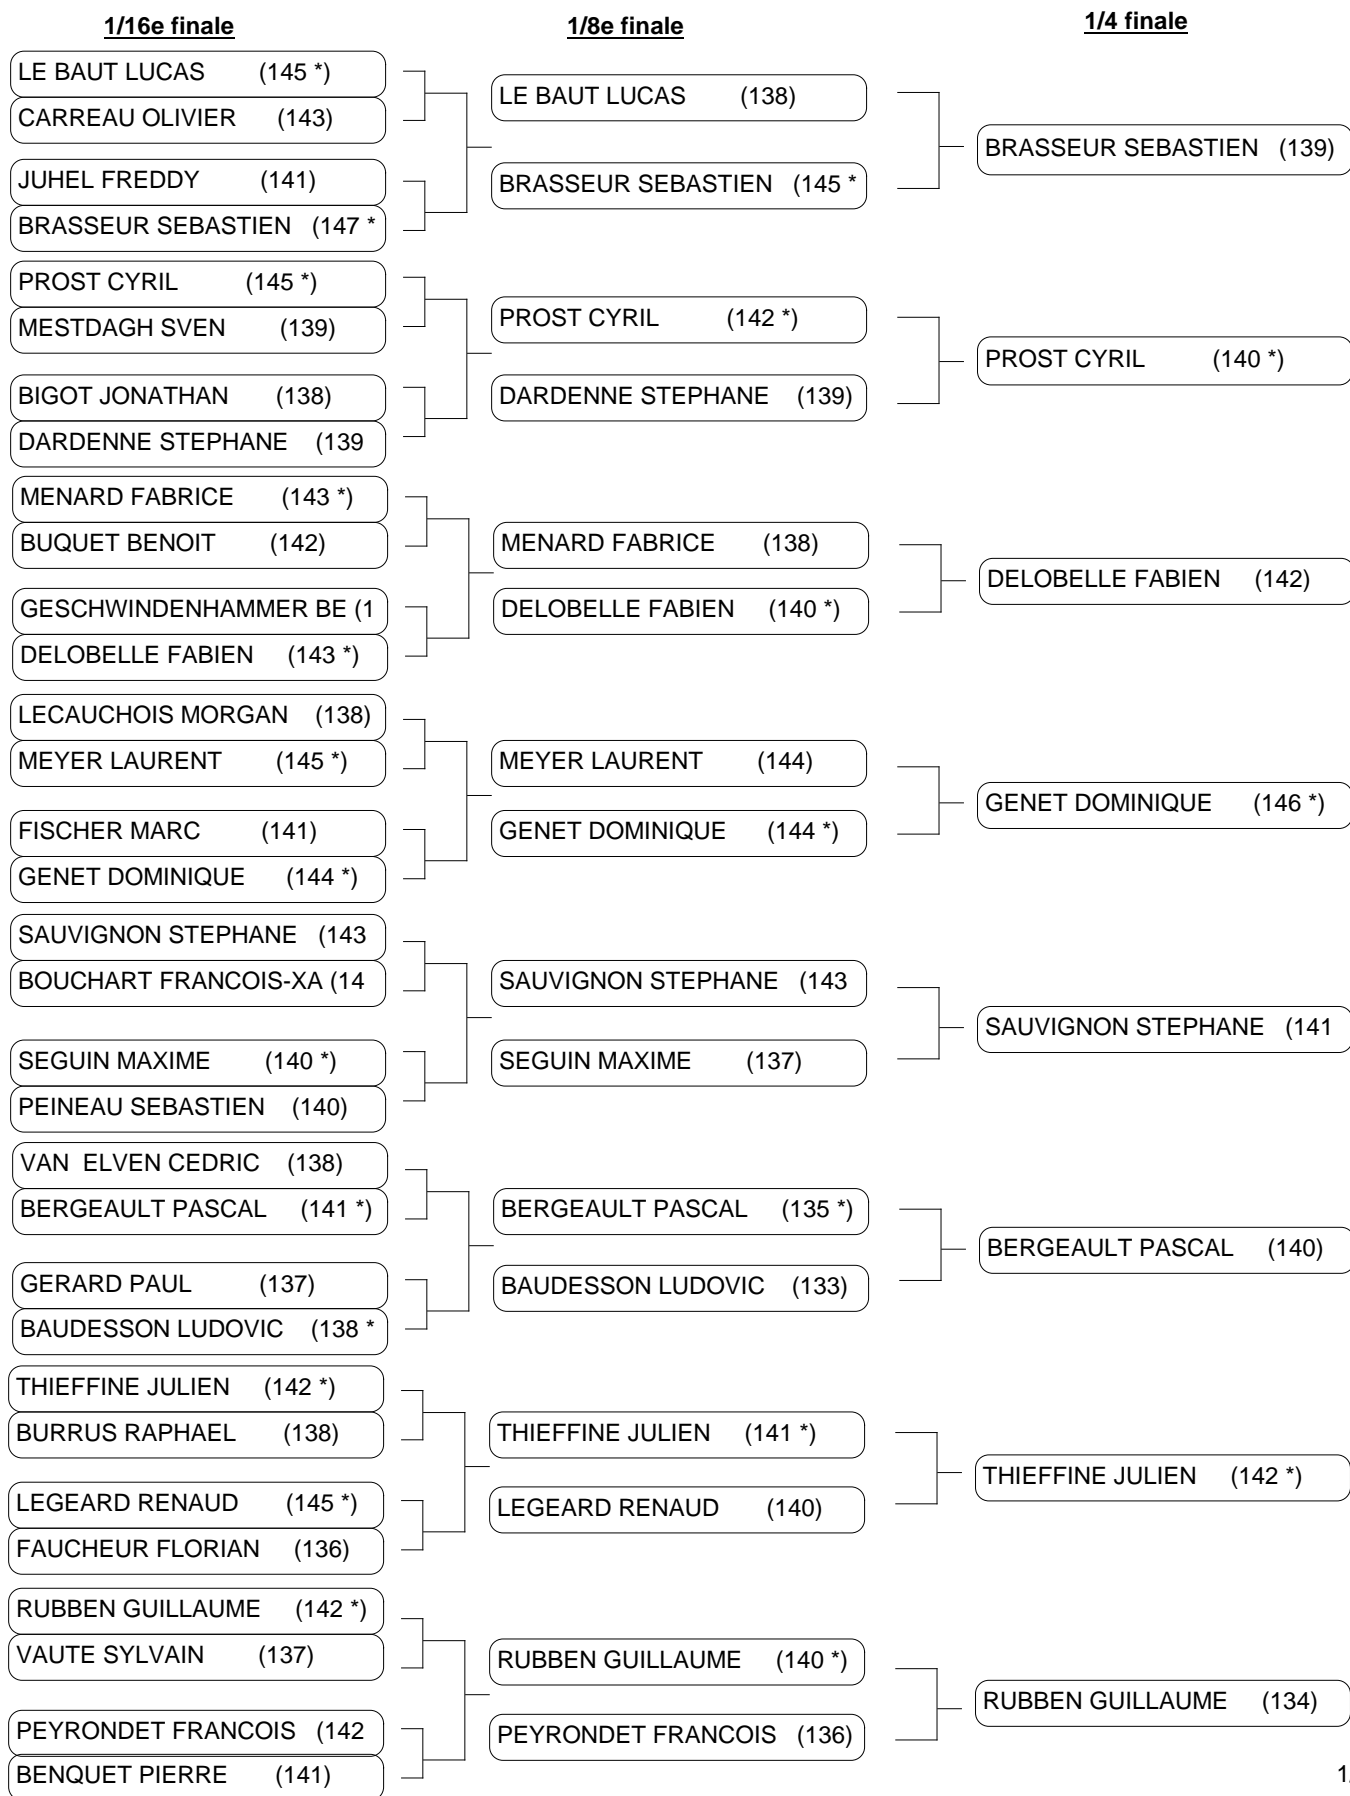 1/16e finale
LE BAUT LUCAS (145 *)
CARREAU OLIVIER (143)
JUHEL FREDDY (141)
BRASSEUR SEBASTIEN (147 *
PROST CYRIL (145 *)
MESTDAGH SVEN (139)
BIGOT JONATHAN (138)
DARDENNE STEPHANE (139
MENARD FABRICE (143 *)
BUQUET BENOIT (142)
GESCHWINDENHAMMER BE (1
DELOBELLE FABIEN (143 *)
LECAUCHOIS MORGAN (138)
MEYER LAURENT (145 *)
FISCHER MARC (141)
GENET DOMINIQUE (144 *)
SAUVIGNON STEPHANE (143
BOUCHART FRANCOIS-XA (14
SEGUIN MAXIME (140 *)
PEINEAU SEBASTIEN (140)
VAN ELVEN CEDRIC (138)
BERGEAULT PASCAL (141 *)
GERARD PAUL (137)
BAUDESSON LUDOVIC (138 *
THIEFFINE JULIEN (142 *)
BURRUS RAPHAEL (138)
LEGEARD RENAUD (145 *)
FAUCHEUR FLORIAN (136)
RUBBEN GUILLAUME (142 *)
VAUTE SYLVAIN (137)
PEYRONDET FRANCOIS (142
BENQUET PIERRE (141)
1/8e finale
LE BAUT LUCAS (138)
BRASSEUR SEBASTIEN (145 *
PROST CYRIL (142 *)
DARDENNE STEPHANE (139)
MENARD FABRICE (138)
DELOBELLE FABIEN (140 *)
MEYER LAURENT (144)
GENET DOMINIQUE (144 *)
SAUVIGNON STEPHANE (143
SEGUIN MAXIME (137)
BERGEAULT PASCAL (135 *)
BAUDESSON LUDOVIC (133)
THIEFFINE JULIEN (141 *)
LEGEARD RENAUD (140)
RUBBEN GUILLAUME (140 *)
PEYRONDET FRANCOIS (136)
1/4 finale
BRASSEUR SEBASTIEN (139)
PROST CYRIL (140 *)
DELOBELLE FABIEN (142)
GENET DOMINIQUE (146 *)
SAUVIGNON STEPHANE (141
BERGEAULT PASCAL (140)
THIEFFINE JULIEN (142 *)
RUBBEN GUILLAUME (134)
1/